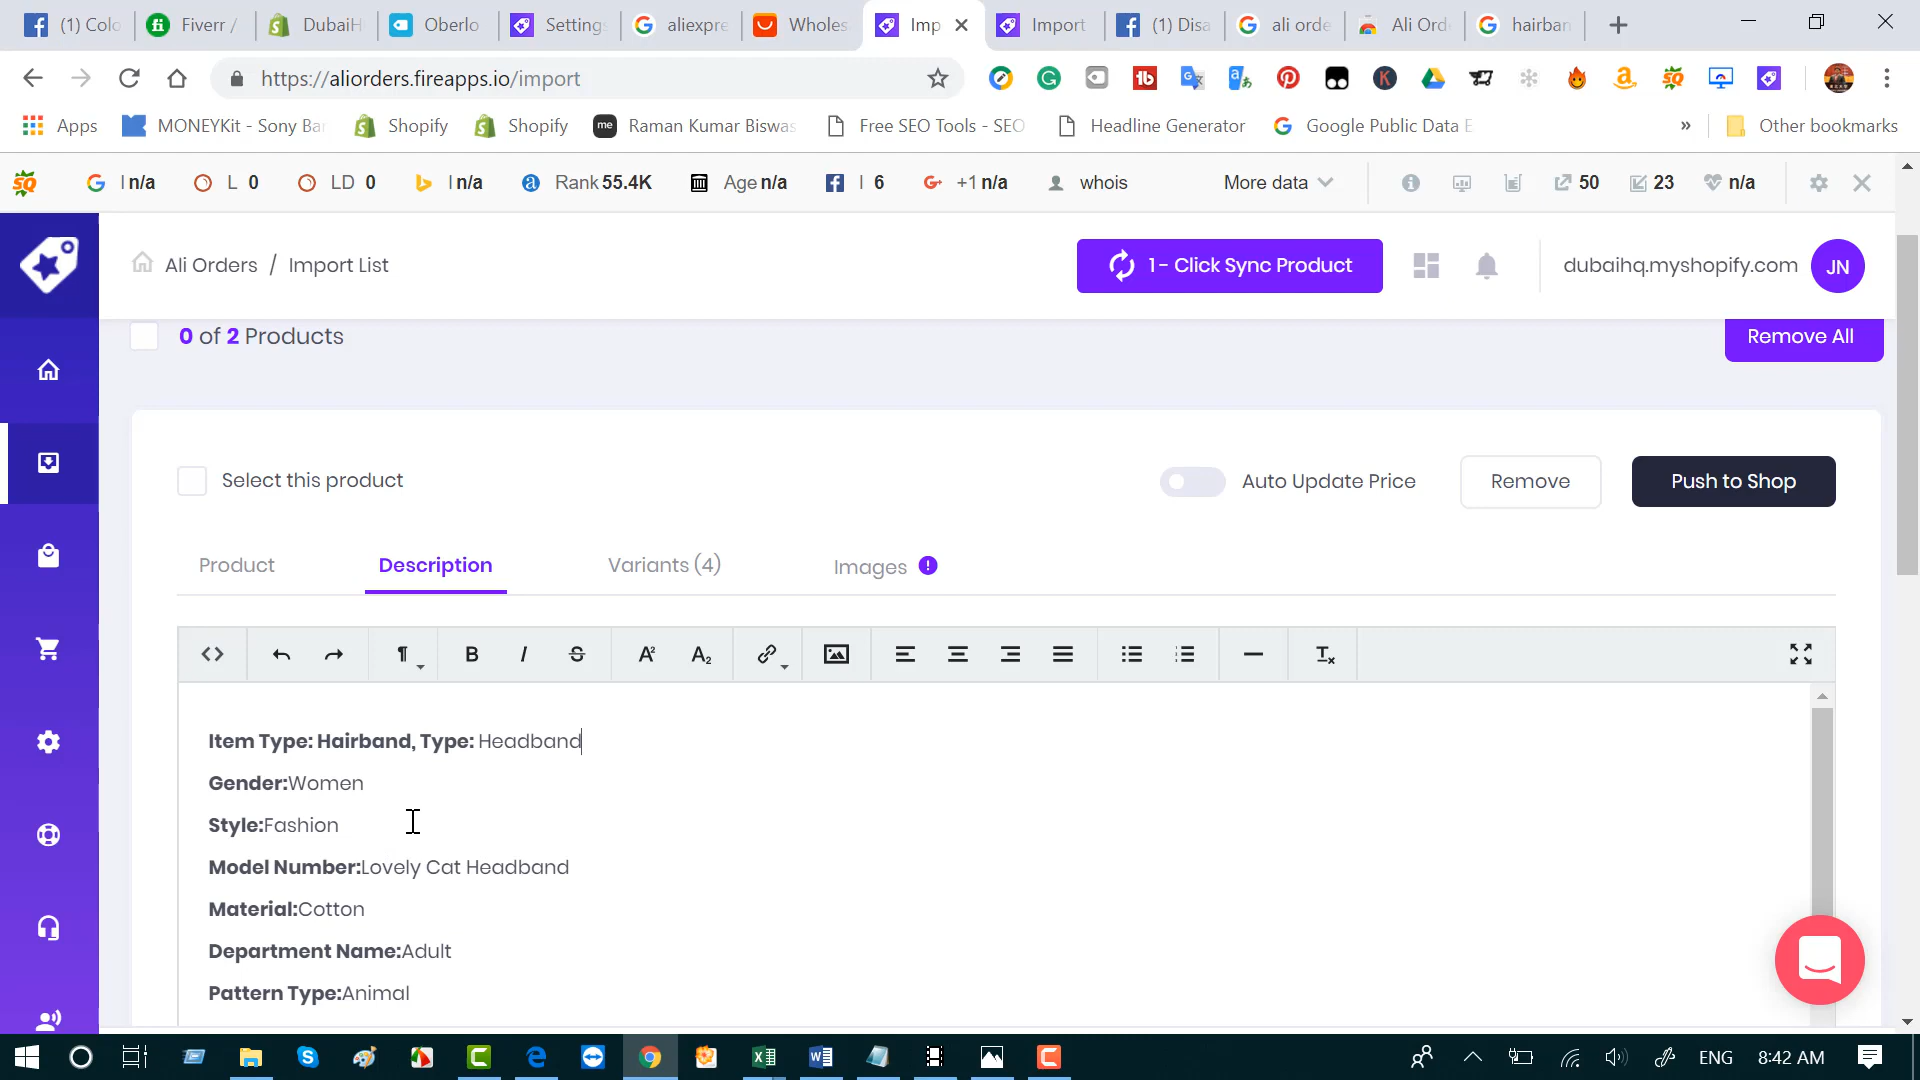 (1) Colo
Fiverr /
DubaiH
Oberlo
Settings
aliexpre
Wholes
Imp
Import
(1) Disa
ali orde
Ali Ord
hairban
https://aliorders.fireapps.io/import
Apps
MONEYKit - Sony Ban
Shopify
Shopify
Raman Kumar Biswas
Free SEO Tools - SEO
Headline Generator
Google Public Data E
»
Other bookmarks
I n/a
L 0
LD 0
I n/a
Rank 55.4K
Age n/a
I 6
+1 n/a
whois
More data
50
23
n/a
Ali Orders / Import List
1 - Click Sync Product
dubaihq.myshopify.com
JN
0 of 2 Products
Remove All
Select this product
Auto Update Price
Remove
Push to Shop
Product
Description
Variants (4)
Images
Item Type: Hairband, Type: Headband
Gender:Women
Style:Fashion
Model Number:Lovely Cat Headband
Material:Cotton
Department Name:Adult
Pattern Type:Animal
ENG
8:42 AM